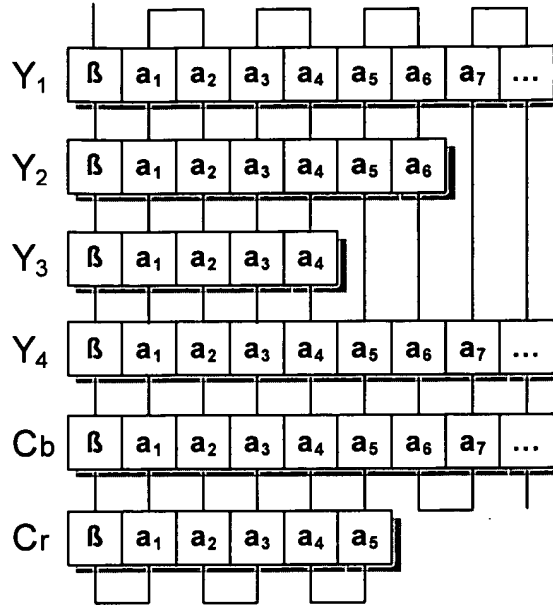 Y₁ ß a₁ a₂ a₃ a₄ a₅ a₆ a₇ ...
Y₂ ß a₁ a₂ a₃ a₄ a₅ a₆
Y₃ ß a₁ a₂ a₃ a₄
Y₄ ß a₁ a₂ a₃ a₄ a₅ a₆ a₇ ...
Cb ß a₁ a₂ a₃ a₄ a₅ a₆ a₇ ...
Cr ß a₁ a₂ a₃ a₄ a₅